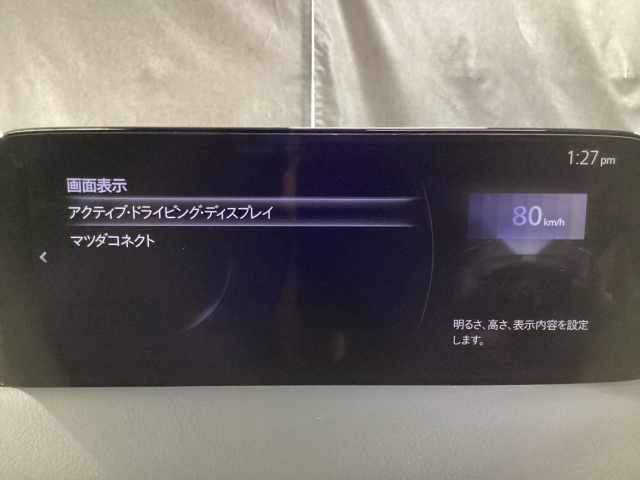 1:27 pm
画面表示
アクティブ・ドライビング・ディスプレイ
マツダコネクト
80 km/h
明るさ、高さ、表示内容を設定
します。